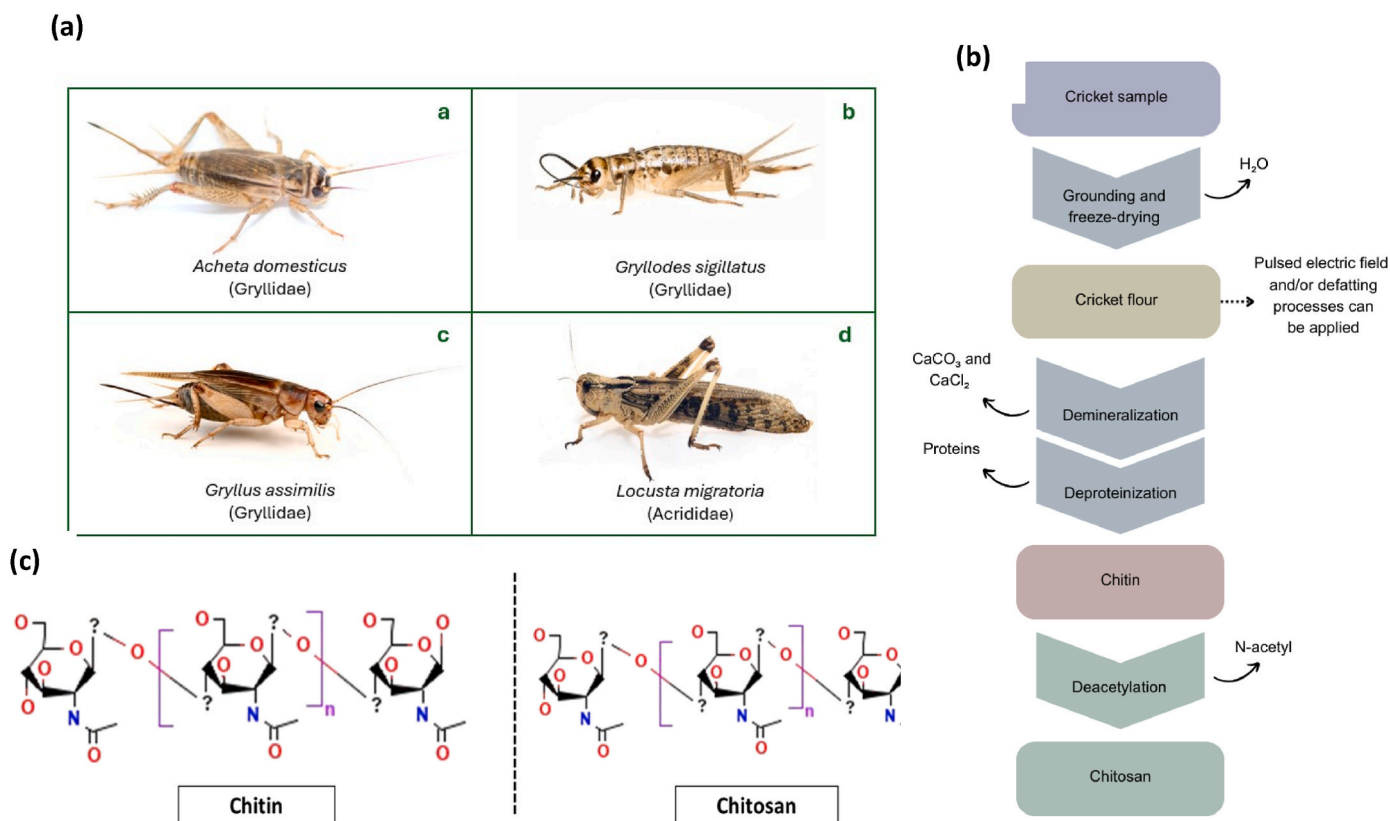 (a)
a
Acheta domesticus
(Gryllidae)
b
Gryllodes sigillatus
(Gryllidae)
c
Gryllus assimilis
(Gryllidae)
d
Locusta migratoria
(Acrididae)
(b)
Cricket sample
H₂O
Grounding and
freeze-drying
Cricket flour
Pulsed electric field
and/or defatting
processes can
be applied
CaCO₃ and
CaCl₂
Demineralization
Proteins
Deproteinization
Chitin
N-acetyl
Deacetylation
Chitosan
(c)
O O ? O O O N O
O ? O O ? O N O n
O O O ? O N O
Chitin
O O ? O O O N O
O ? O O ? O N O n
O O ? N
Chitosan